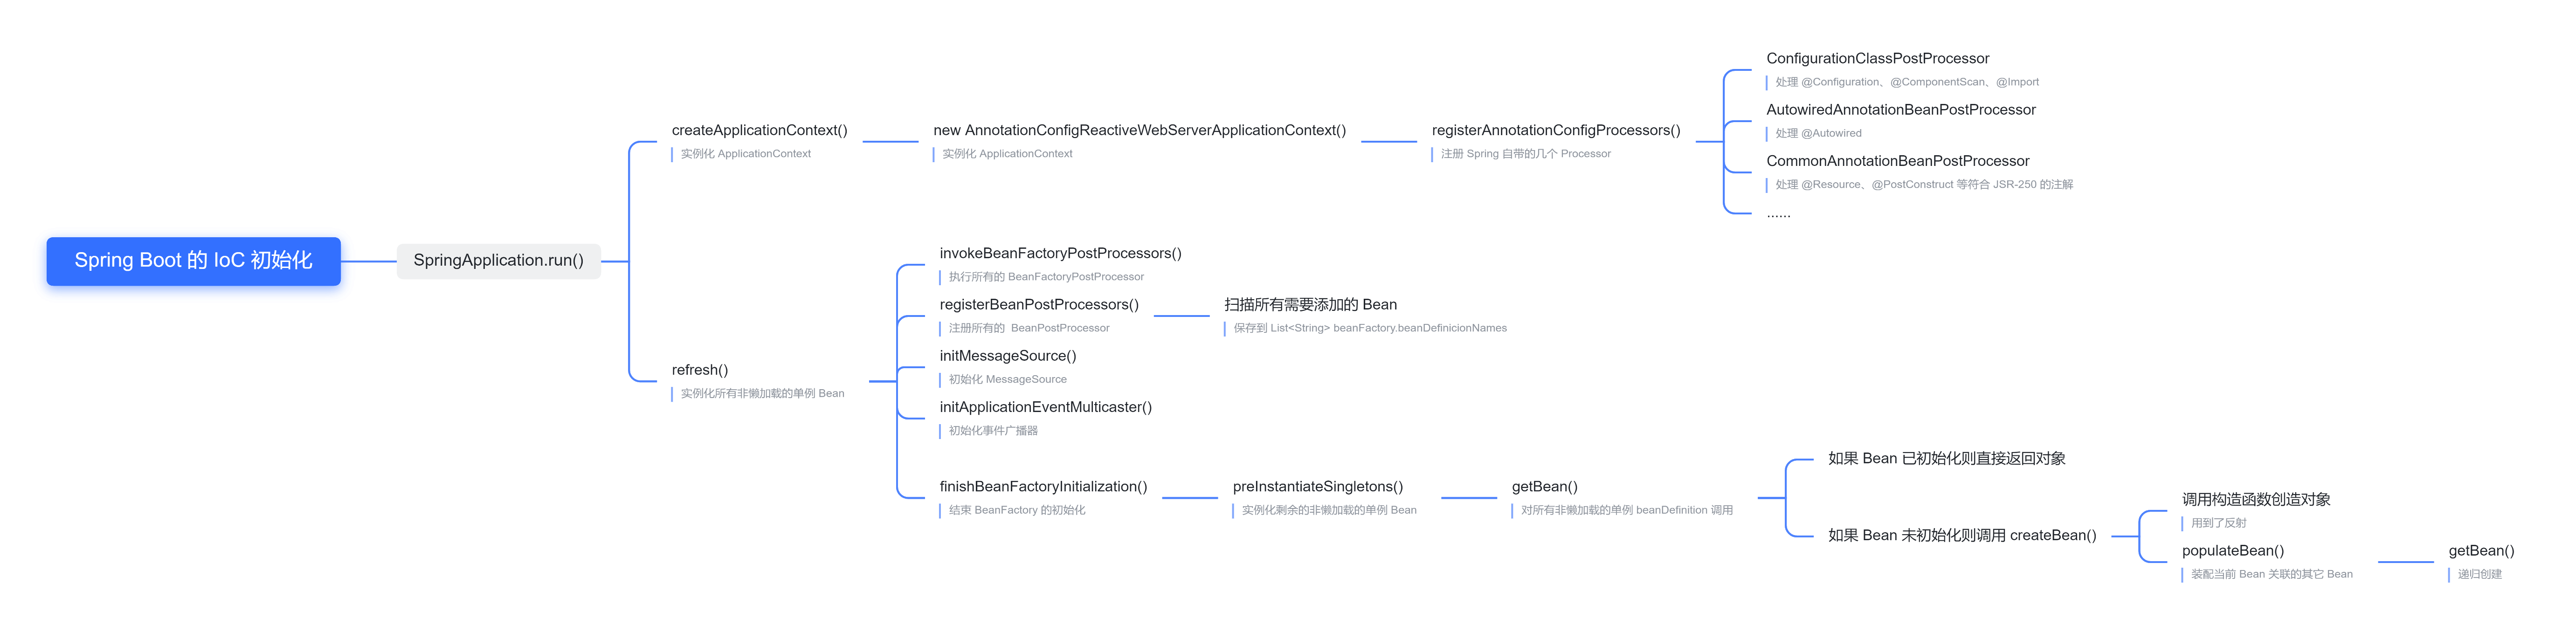 Spring Boot 的 IoC 初始化
SpringApplication.run()
createApplicationContext()
实例化 ApplicationContext
new AnnotationConfigReactiveWebServerApplicationContext()
实例化 ApplicationContext
registerAnnotationConfigProcessors()
注册 Spring 自带的几个 Processor
ConfigurationClassPostProcessor
处理 @Configuration、@ComponentScan、@Import
AutowiredAnnotationBeanPostProcessor
处理 @Autowired
CommonAnnotationBeanPostProcessor
处理 @Resource、@PostConstruct 等符合 JSR-250 的注解
......
refresh()
实例化所有非懒加载的单例 Bean
invokeBeanFactoryPostProcessors()
执行所有的 BeanFactoryPostProcessor
registerBeanPostProcessors()
注册所有的  BeanPostProcessor
扫描所有需要添加的 Bean
保存到 List<String> beanFactory.beanDefinicionNames
initMessageSource()
初始化 MessageSource
initApplicationEventMulticaster()
初始化事件广播器
finishBeanFactoryInitialization()
结束 BeanFactory 的初始化
preInstantiateSingletons()
实例化剩余的非懒加载的单例 Bean
getBean()
对所有非懒加载的单例 beanDefinition 调用
如果 Bean 已初始化则直接返回对象
如果 Bean 未初始化则调用 createBean()
调用构造函数创造对象
用到了反射
populateBean()
装配当前 Bean 关联的其它 Bean
getBean()
递归创建